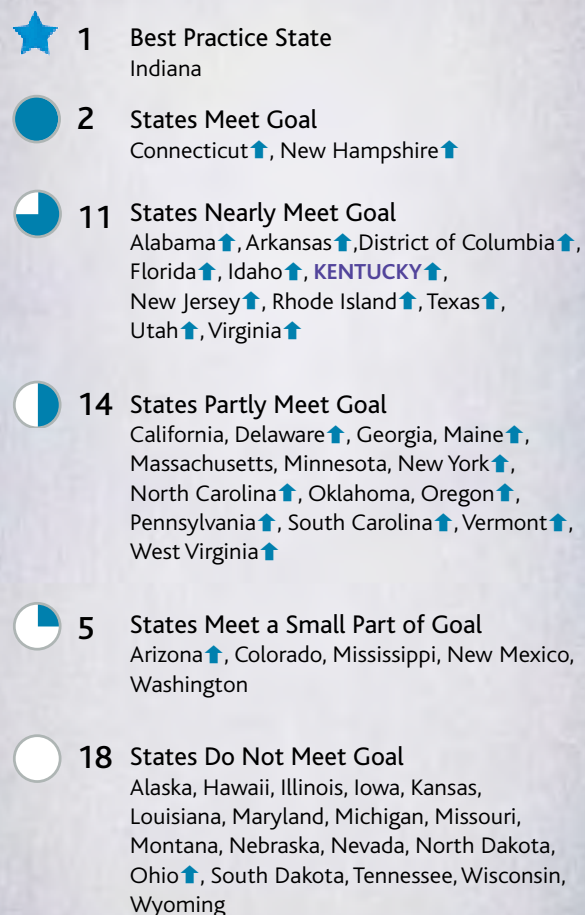 1 Best Practice State
Indiana
2 States Meet Goal
Connecticut⬆, New Hampshire⬆
11 States Nearly Meet Goal
Alabama⬆, Arkansas⬆,District of Columbia⬆,
Florida⬆, Idaho⬆, KENTUCKY⬆,
New Jersey⬆, Rhode Island⬆, Texas⬆,
Utah⬆, Virginia⬆
14 States Partly Meet Goal
California, Delaware⬆, Georgia, Maine⬆,
Massachusetts, Minnesota, New York⬆,
North Carolina⬆, Oklahoma, Oregon⬆,
Pennsylvania⬆, South Carolina⬆, Vermont⬆,
West Virginia⬆
5 States Meet a Small Part of Goal
Arizona⬆, Colorado, Mississippi, New Mexico,
Washington
18 States Do Not Meet Goal
Alaska, Hawaii, Illinois, Iowa, Kansas,
Louisiana, Maryland, Michigan, Missouri,
Montana, Nebraska, Nevada, North Dakota,
Ohio⬆, South Dakota, Tennessee, Wisconsin,
Wyoming